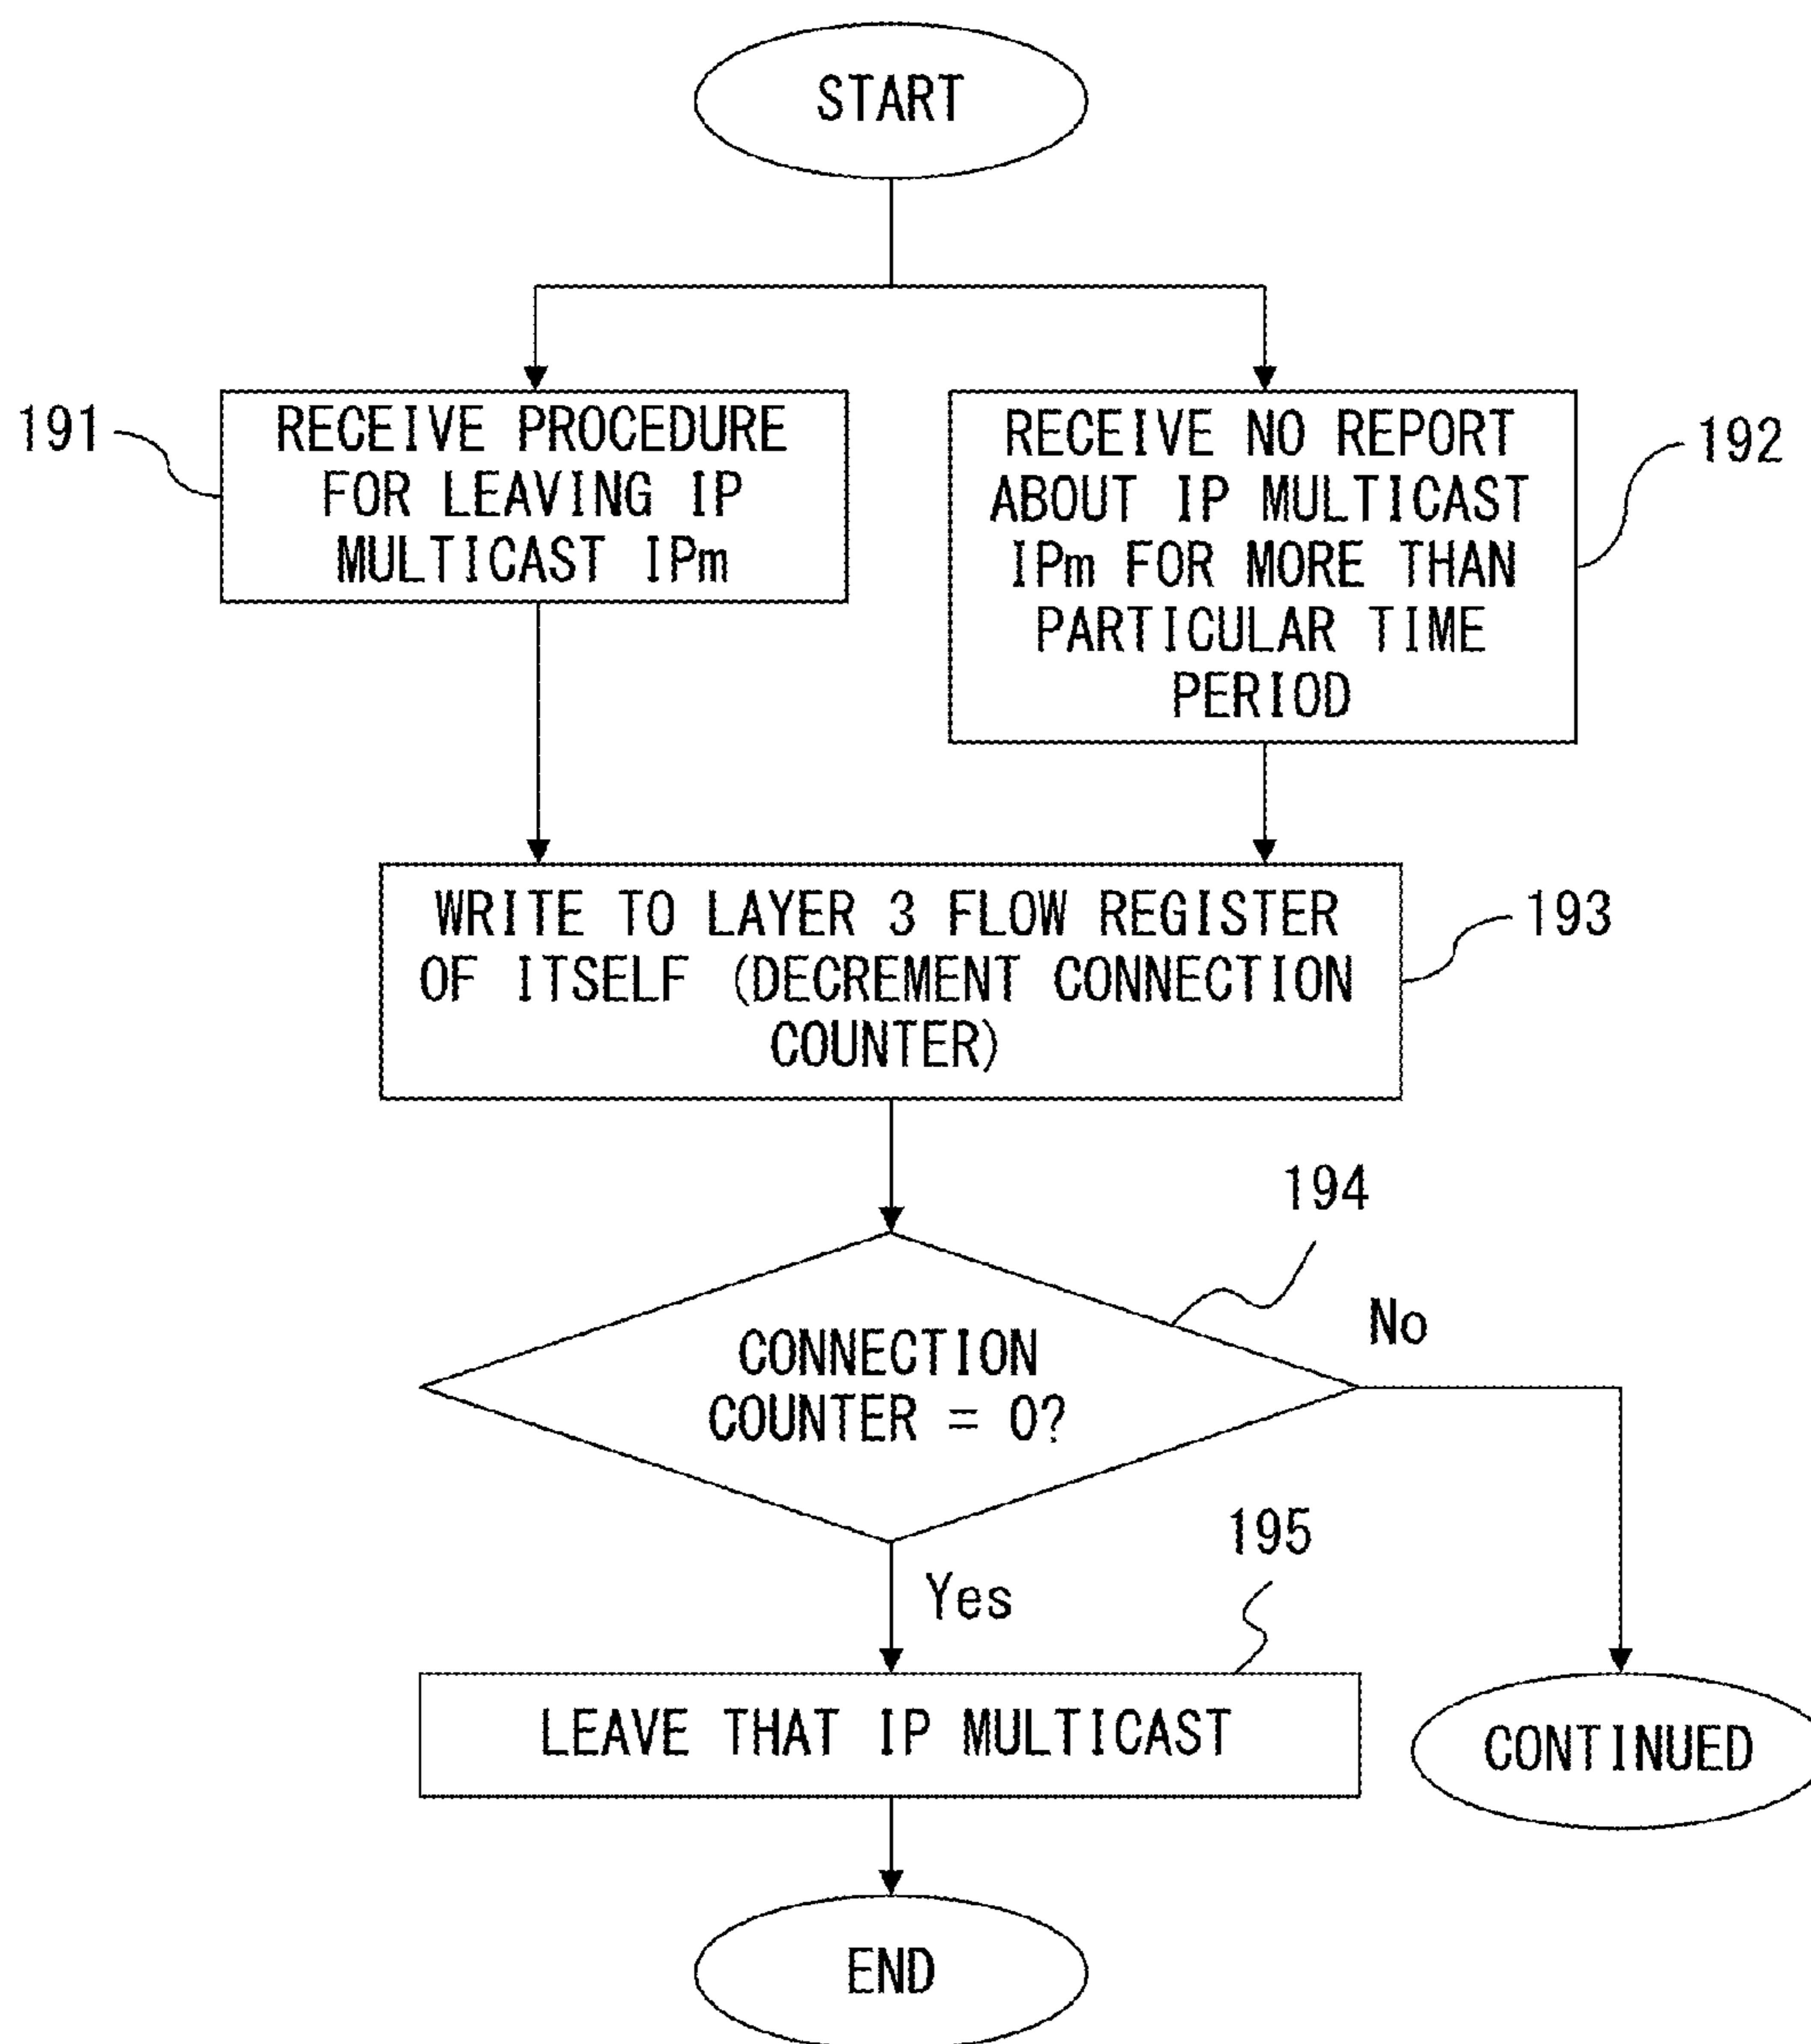 START
191
RECEIVE PROCEDURE
FOR LEAVING IP
MULTICAST IPm
RECEIVE NO REPORT
ABOUT IP MULTICAST
IPm FOR MORE THAN
PARTICULAR TIME
PERIOD
192
WRITE TO LAYER 3 FLOW REGISTER
OF ITSELF (DECREMENT CONNECTION
COUNTER)
193
194
CONNECTION
COUNTER = 0?
No
Yes
195
LEAVE THAT IP MULTICAST
CONTINUED
END